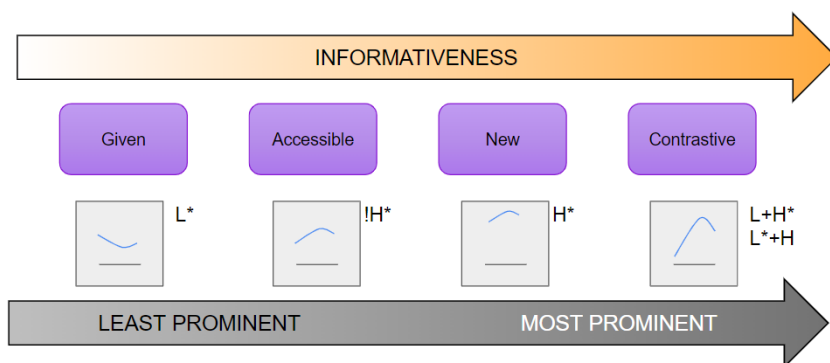 INFORMATIVENESS
Given
Accessible
New
Contrastive
L*
!H*
H*
L+H*
L*+H
LEAST PROMINENT
MOST PROMINENT